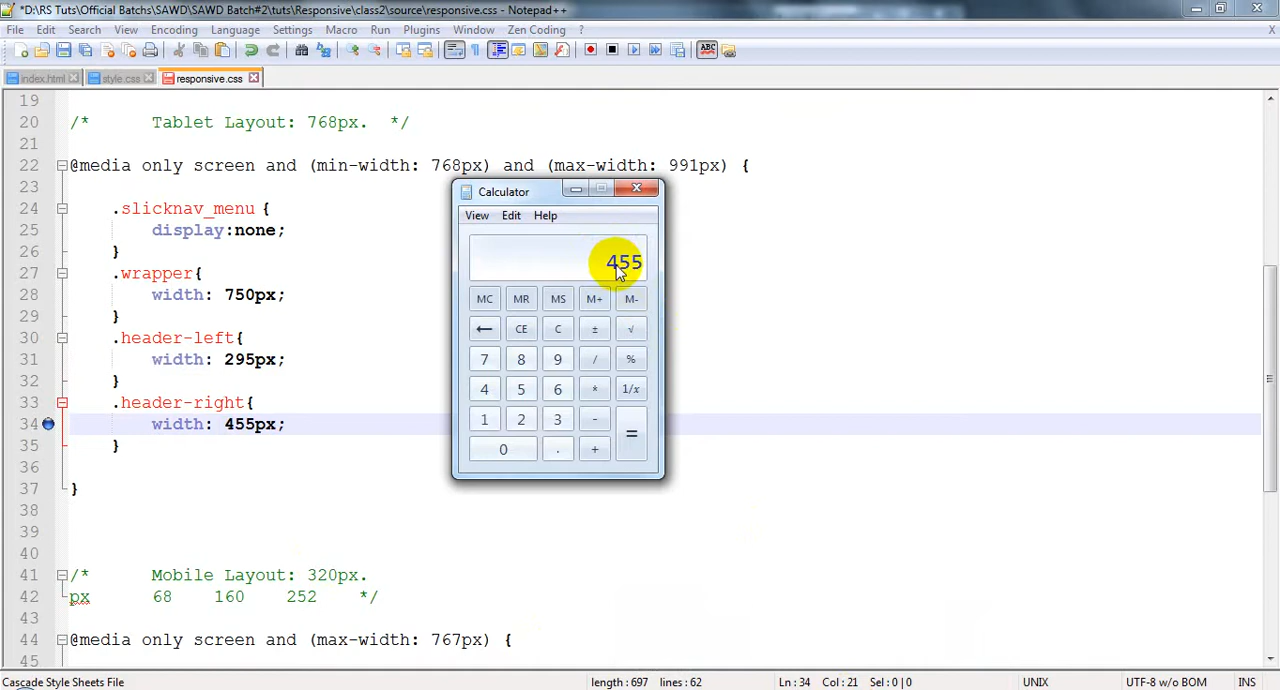 *D:\RS Tuts\Official Batchs\SAWD Batch#2\tuts\Responsive\class2\source\responsive.css - Notepad++
File Edit Search View Encoding Language Settings Macro Run Plugins Window Zen Coding ? X
index.html style.css responsive.css
19
20 /* Tablet Layout: 768px. */
21
22 @media only screen and (min-width: 768px) and (max-width: 991px) {
23
24 .slicknav_menu {
25 display:none;
26 }
27 .wrapper{
28 width: 750px;
29 }
30 .header-left{
31 width: 295px;
32 }
33 .header-right{
34 width: 455px;
35 }
36
37 }
38
39
40
41 /* Mobile Layout: 320px.
42 px 68 160 252 */
43
44 @media only screen and (max-width: 767px) {
45
Calculator
View Edit Help
455
MC MR MS M+ M-
← CE C ± √
7 8 9 / %
4 5 6 * 1/x
1 2 3 - =
0 . +
Cascade Style Sheets File length : 697 lines : 62 Ln : 34 Col : 21 Sel : 0 | 0 UNIX UTF-8 w/o BOM INS